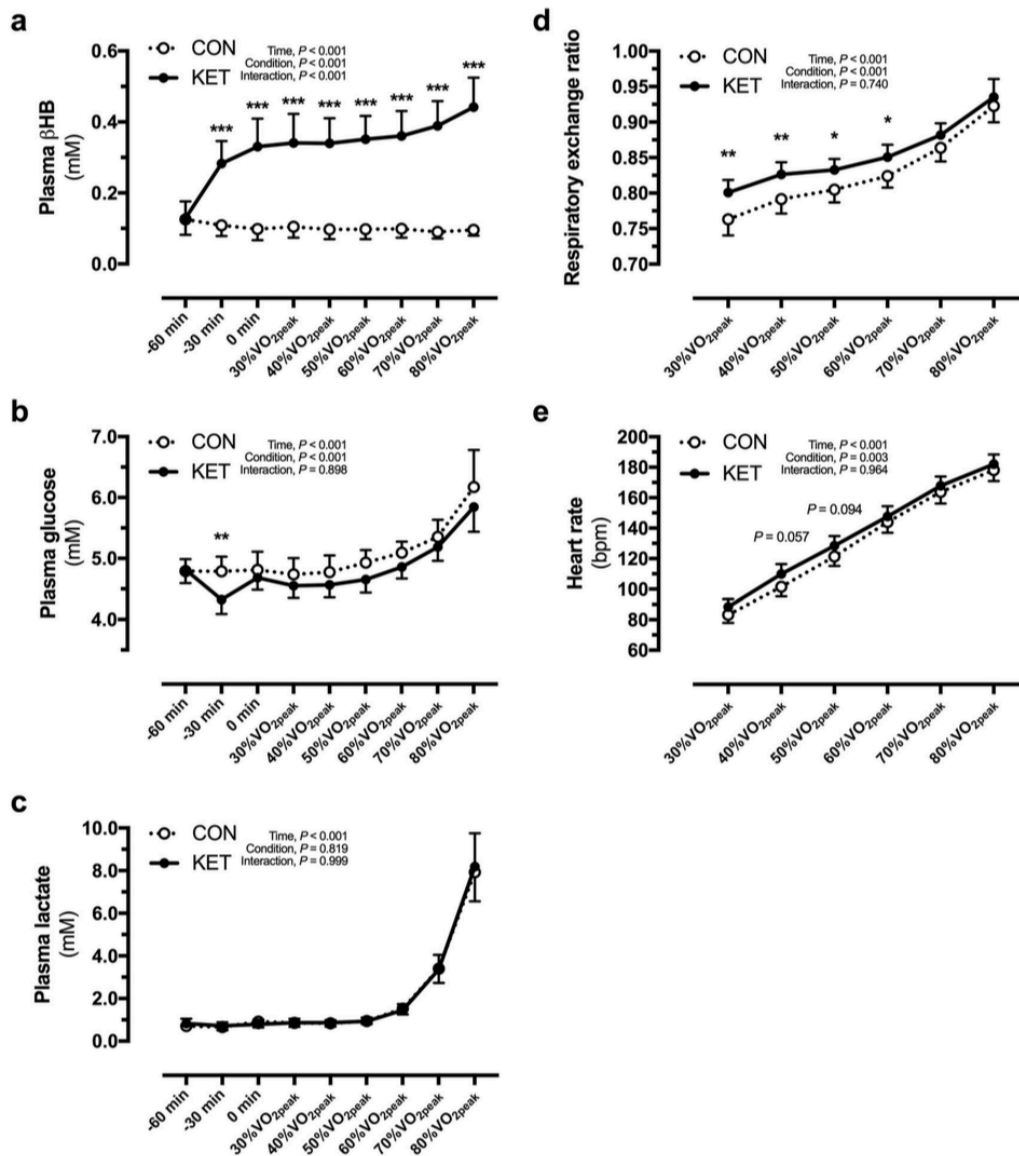 a
0.6
0.4
0.2
0.0
Plasma βHB
(mM)
CON
KET
Time, P < 0.001
Condition, P < 0.001
Interaction, P < 0.001
***
***
***
***
***
***
***
***
-60 min
-30 min
0 min
30%VO2peak
40%VO2peak
50%VO2peak
60%VO2peak
70%VO2peak
80%VO2peak
b
7.0
6.0
5.0
4.0
Plasma glucose
(mM)
CON
KET
Time, P < 0.001
Condition, P < 0.001
Interaction, P = 0.898
**
-60 min
-30 min
0 min
30%VO2peak
40%VO2peak
50%VO2peak
60%VO2peak
70%VO2peak
80%VO2peak
c
10.0
8.0
6.0
4.0
2.0
0.0
Plasma lactate
(mM)
CON
KET
Time, P < 0.001
Condition, P = 0.819
Interaction, P = 0.999
-60 min
-30 min
0 min
30%VO2peak
40%VO2peak
50%VO2peak
60%VO2peak
70%VO2peak
80%VO2peak
d
1.00
0.95
0.90
0.85
0.80
0.75
0.70
Respiratory exchange ratio
CON
KET
Time, P < 0.001
Condition, P < 0.001
Interaction, P = 0.740
**
**
*
*
30%VO2peak
40%VO2peak
50%VO2peak
60%VO2peak
70%VO2peak
80%VO2peak
e
200
180
160
140
120
100
80
60
Heart rate
(bpm)
CON
KET
Time, P < 0.001
Condition, P = 0.003
Interaction, P = 0.964
P = 0.094
P = 0.057
30%VO2peak
40%VO2peak
50%VO2peak
60%VO2peak
70%VO2peak
80%VO2peak